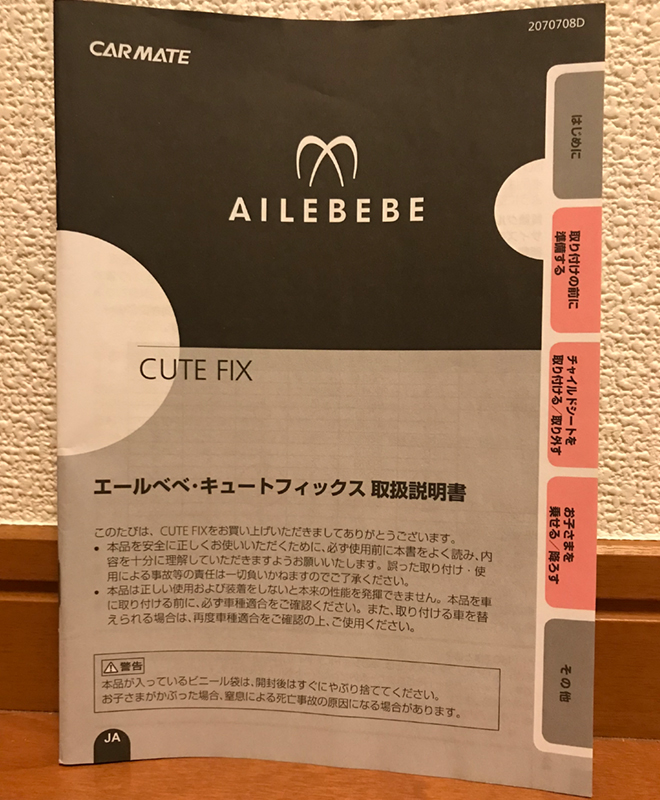 2070708D
CARMATE
AILEBEBE
CUTE FIX
エールベベ・キュートフィックス 取扱説明書
このたびは、CUTE FIXをお買い上げいただきましてありがとうございます。
● 本品を安全に正しくお使いいただくために、必ず使用前に本書をよく読み、内
容を十分に理解していただきますようお願いいたします。誤った取り付け・使
用による事故等の責任は一切負いかねますのでご了承ください。
● 本品は正しい使用および装着をしないと本来の性能を発揮できません。本品を車
に取り付ける前に、必ず車種適合をご確認ください。また、取り付ける車を替
えられる場合は、再度車種適合をご確認の上、ご使用ください。
⚠警告
本品が入っているビニール袋は、開封後はすぐにやぶり捨ててください。
お子さまがかぶった場合、窒息による死亡事故の原因になる場合があります。
JA
はじめに
取り付けの前に
準備する
チャイルドシートを
取り付ける/取り外す
お子さまを
乗せる/降ろす
その他